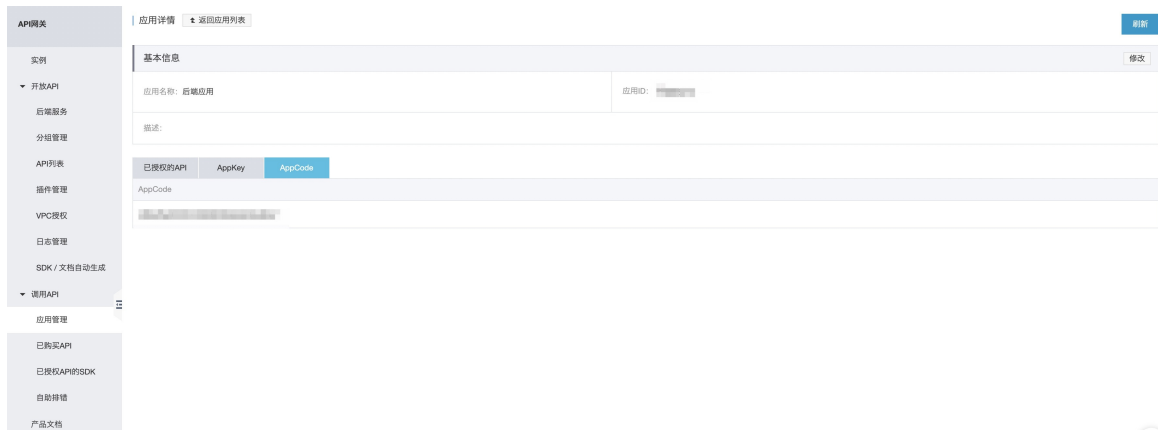 API网关
应用详情 返回应用列表
刷新
实例
开放API
后端服务
分组管理
API列表
插件管理
VPC授权
日志管理
SDK / 文档自动生成
调用API
应用管理
已购买API
已授权API的SDK
自助排错
产品文档
基本信息
修改
应用名称: 后端应用
应用ID:
描述:
已授权的API AppKey AppCode
AppCode